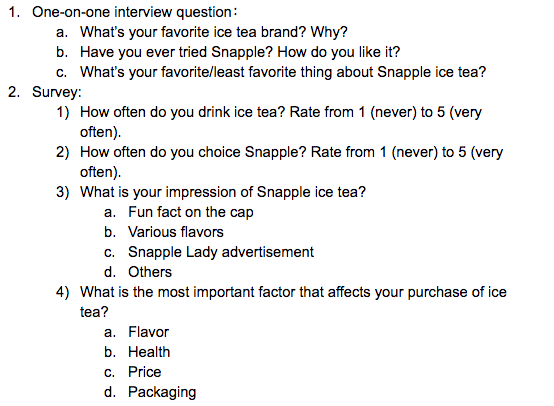 1. One-on-one interview question:
a. What's your favorite ice tea brand? Why?
b. Have you ever tried Snapple? How do you like it?
c. What's your favorite/least favorite thing about Snapple ice tea?
2. Survey:
1) How often do you drink ice tea? Rate from 1 (never) to 5 (very
often).
2) How often do you choice Snapple? Rate from 1 (never) to 5 (very
often).
3) What is your impression of Snapple ice tea?
a. Fun fact on the cap
b. Various flavors
c. Snapple Lady advertisement
d. Others
4) What is the most important factor that affects your purchase of ice
tea?
a. Flavor
b. Health
c. Price
d. Packaging